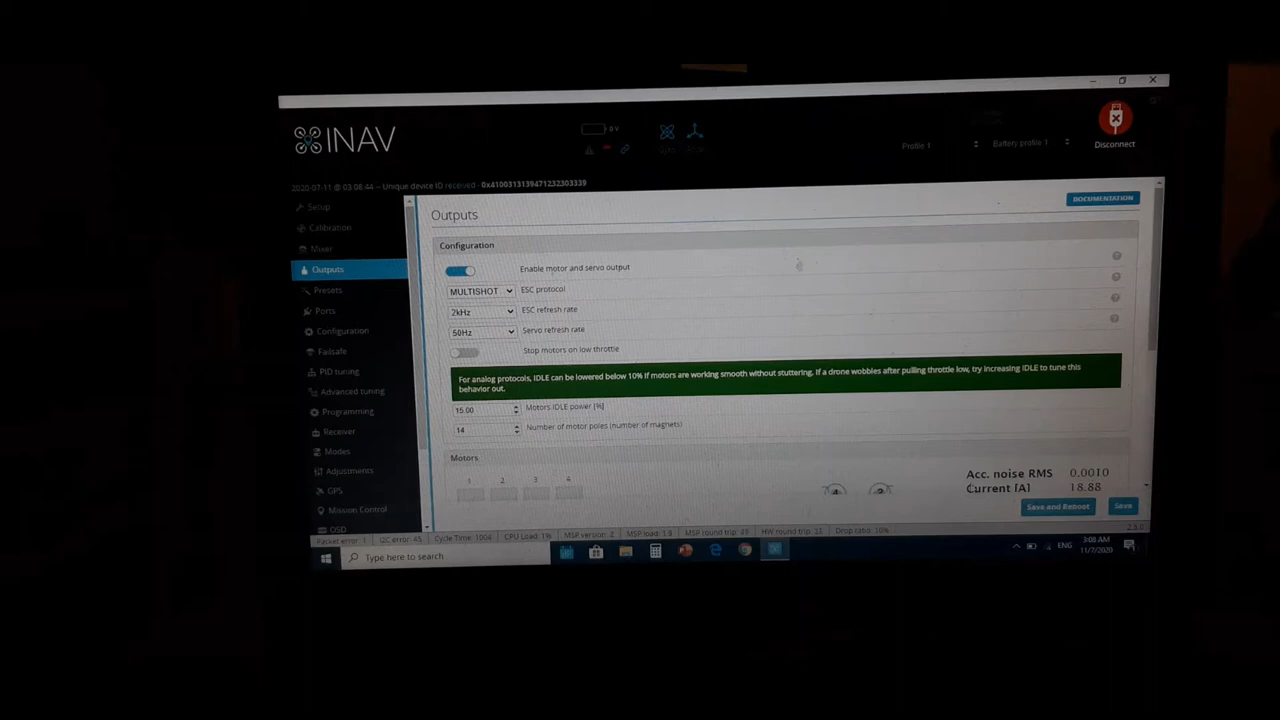 INAV
0 V
Profile 1
Battery profile 1
Disconnect
2020-07-11 @ 03:08:44 -- Unique device ID received - 0x4100313139471232303339
Setup
Calibration
Mixer
Outputs
Presets
Ports
Configuration
Failsafe
PID tuning
Advanced tuning
Programming
Receiver
Modes
Adjustments
GPS
Mission Control
OSD
Outputs
DOCUMENTATION
Configuration
Enable motor and servo output
MULTISHOT ESC protocol
2kHz ESC refresh rate
50Hz Servo refresh rate
Stop motors on low throttle
For analog protocols, IDLE can be lowered below 10% if motors are working smooth without stuttering. If a drone wobbles after pulling throttle low, try increasing IDLE to tune this
behavior out.
15.00 Motors IDLE power [%]
14 Number of motor poles (number of magnets)
Motors
1 2 3 4
Acc. noise RMS 0.0010
Current [A] 18.88
Save and Reboot Save
Packet error: 1 I2C error: 45 Cycle Time: 1004 CPU Load: 1% MSP version: 2 MSP load: 1.5 MSP round trip: 39 HW round trip: 33 Drop ratio: 10%
Type here to search
ENG
3:08 AM
11/7/2020